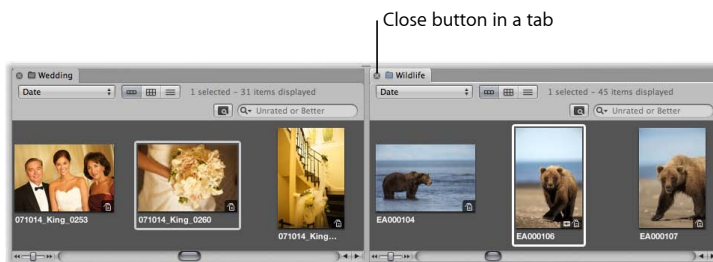 Close button in a tab
Wedding
Date
1 selected – 31 items displayed
Unrated or Better
071014_King_0253
071014_King_0260
071014_King...
Wildlife
Date
1 selected – 45 items displayed
Unrated or Better
EA000104
EA000106
EA000107